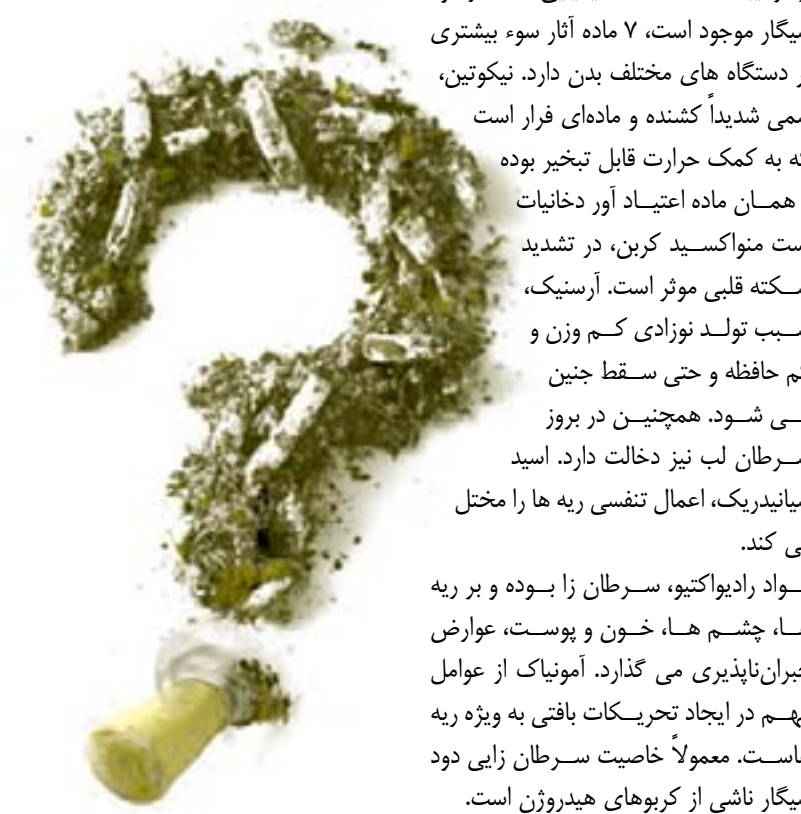 سیگار موجود است، ۷ ماده آثار سوء بیشتری
بر دستگاه های مختلف بدن دارد. نیکوتین،
سمی شدیداً کشنده و ماده‌ای فرار است
که به کمک حرارت قابل تبخیر بوده
همان ماده اعتیاد آور دخانیات
است منواکسید کربن، در تشدید
سکته قلبی موثر است. آرسنیک،
سبب تولد نوزادی کم وزن و
کم حافظه و حتی سقط جنین
می شود. همچنین در بروز
سرطان لب نیز دخالت دارد. اسید
سیانیدریک، اعمال تنفسی ریه ها را مختل
می کند.
مواد رادیواکتیو، سرطان زا بوده و بر ریه
ها، چشم ها، خون و پوست، عوارض
جبران‌ناپذیری می گذارد. آمونیاک از عوامل
مهم در ایجاد تحریکات بافتی به ویژه ریه
هاست. معمولاً خاصیت سرطان زایی دود
سیگار ناشی از کربوهای هیدروژن است.